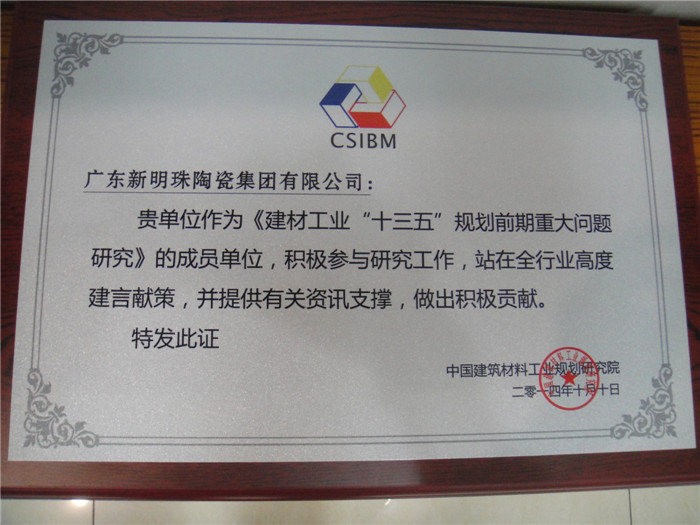 CSIBM
广东新明珠陶瓷集团有限公司：
贵单位作为《建材工业“十三五”规划前期重大问题
研究》的成员单位，积极参与研究工作，站在全行业高度
建言献策，并提供有关资讯支撑，做出积极贡献。
特发此证
中国建筑材料工业规划研究院
二零一四年十月十日